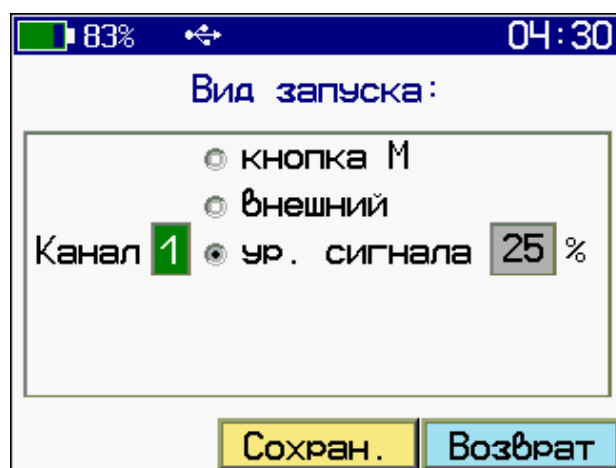 83% 04:30
Вид запуска:
кнопка М
внешний
Канал 1 ур. сигнала 25 %
Сохран. Возврат